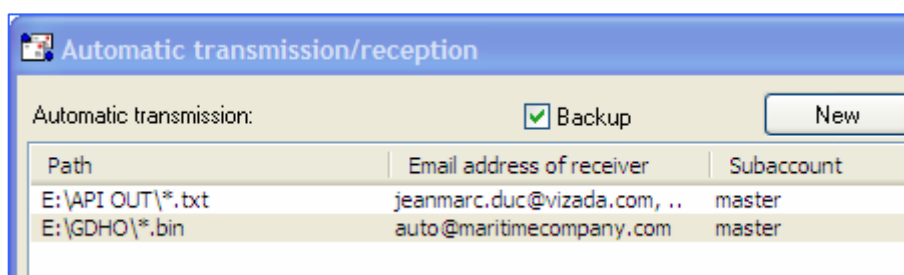 Automatic transmission/reception
Automatic transmission: Backup New
Path Email address of receiver Subaccount
E:\API OUT\*.txt jeanmarc.duc@vizada.com, .. master
E:\GDHO\*.bin auto@maritimecompany.com master